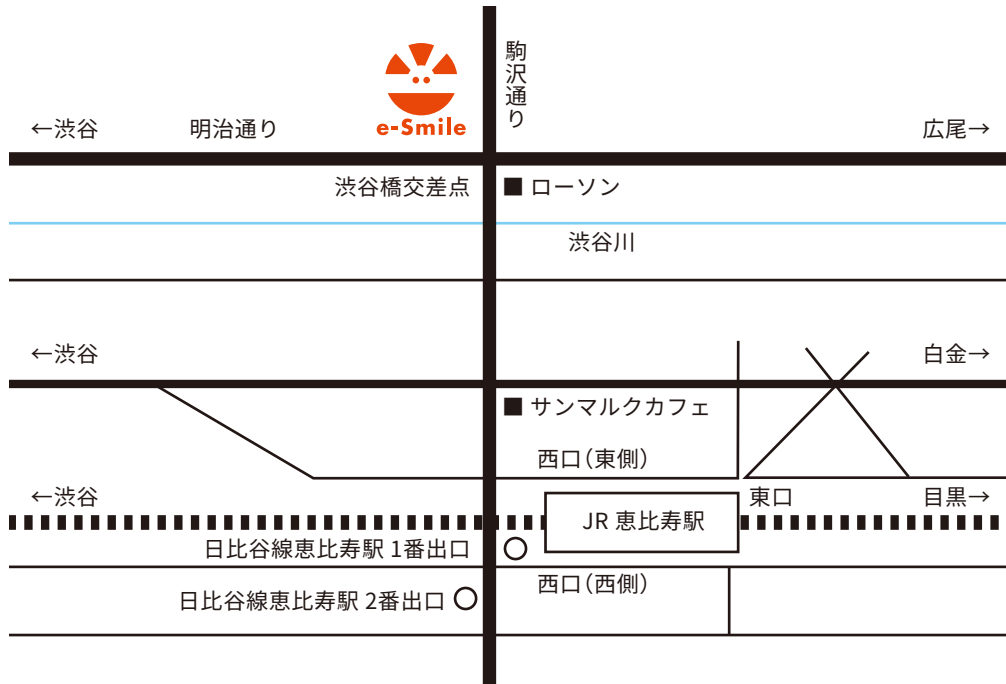 駒沢通り
e-Smile
←渋谷
明治通り
広尾→
渋谷橋交差点
■ ローソン
渋谷川
←渋谷
白金→
■ サンマルクカフェ
西口(東側)
←渋谷
東口
目黒→
JR 恵比寿駅
日比谷線恵比寿駅 1番出口
西口(西側)
日比谷線恵比寿駅 2番出口